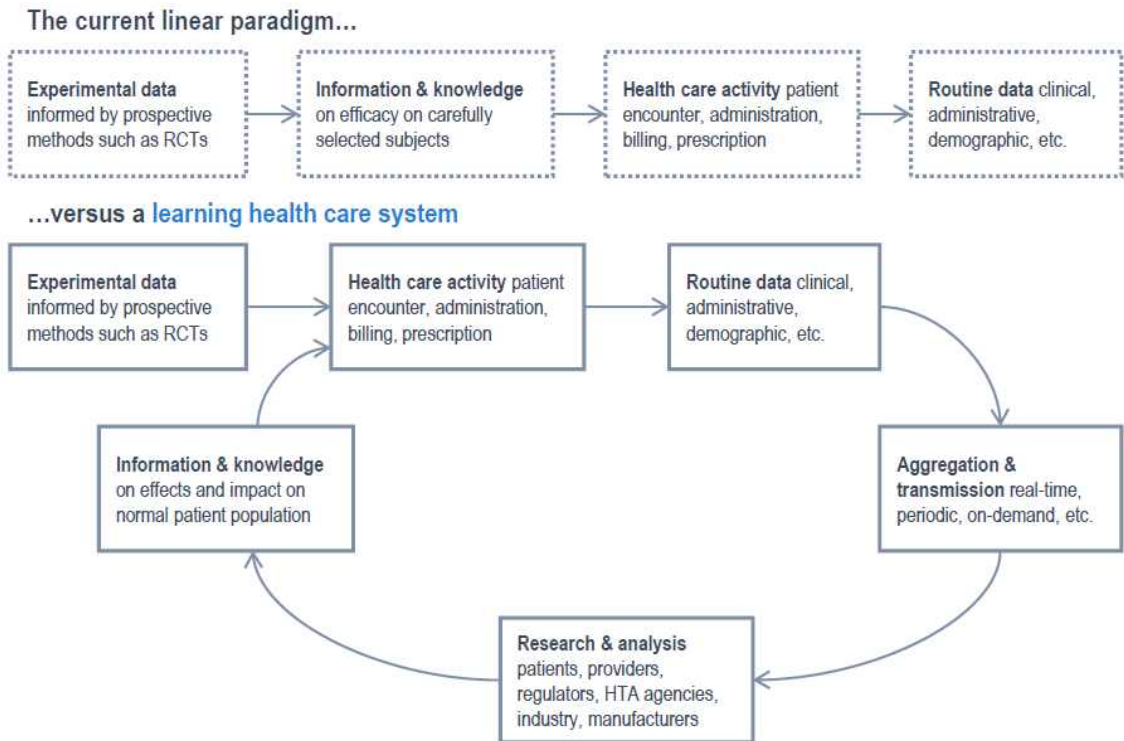 The current linear paradigm…
Experimental data
informed by prospective
methods such as RCTs
Information & knowledge
on efficacy on carefully
selected subjects
Health care activity patient
encounter, administration,
billing, prescription
Routine data clinical,
administrative,
demographic, etc.
…versus a learning health care system
Experimental data
informed by prospective
methods such as RCTs
Health care activity patient
encounter, administration,
billing, prescription
Routine data clinical,
administrative,
demographic, etc.
Information & knowledge
on effects and impact on
normal patient population
Aggregation &
transmission real-time,
periodic, on-demand, etc.
Research & analysis
patients, providers,
regulators, HTA agencies,
industry, manufacturers